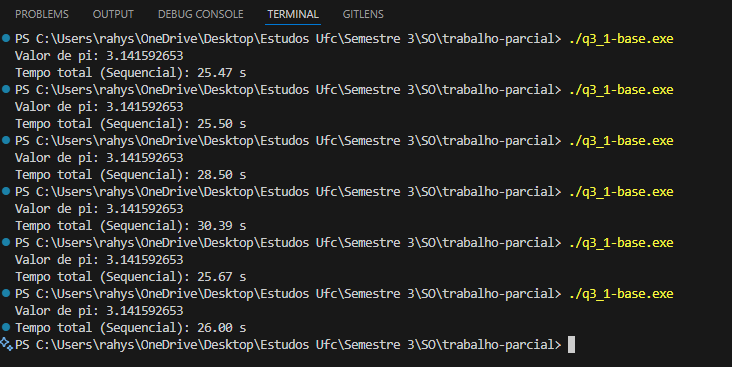 PROBLEMS OUTPUT DEBUG CONSOLE TERMINAL GITLENS
PS C:\Users\rahys\OneDrive\Desktop\Estudos Ufc\Semestre 3\SO\trabalho-parcial> ./q3_1-base.exe
Valor de pi: 3.141592653
Tempo total (Sequencial): 25.47 s
PS C:\Users\rahys\OneDrive\Desktop\Estudos Ufc\Semestre 3\SO\trabalho-parcial> ./q3_1-base.exe
Valor de pi: 3.141592653
Tempo total (Sequencial): 25.50 s
PS C:\Users\rahys\OneDrive\Desktop\Estudos Ufc\Semestre 3\SO\trabalho-parcial> ./q3_1-base.exe
Valor de pi: 3.141592653
Tempo total (Sequencial): 28.50 s
PS C:\Users\rahys\OneDrive\Desktop\Estudos Ufc\Semestre 3\SO\trabalho-parcial> ./q3_1-base.exe
Valor de pi: 3.141592653
Tempo total (Sequencial): 30.39 s
PS C:\Users\rahys\OneDrive\Desktop\Estudos Ufc\Semestre 3\SO\trabalho-parcial> ./q3_1-base.exe
Valor de pi: 3.141592653
Tempo total (Sequencial): 25.67 s
PS C:\Users\rahys\OneDrive\Desktop\Estudos Ufc\Semestre 3\SO\trabalho-parcial> ./q3_1-base.exe
Valor de pi: 3.141592653
Tempo total (Sequencial): 26.00 s
PS C:\Users\rahys\OneDrive\Desktop\Estudos Ufc\Semestre 3\SO\trabalho-parcial>